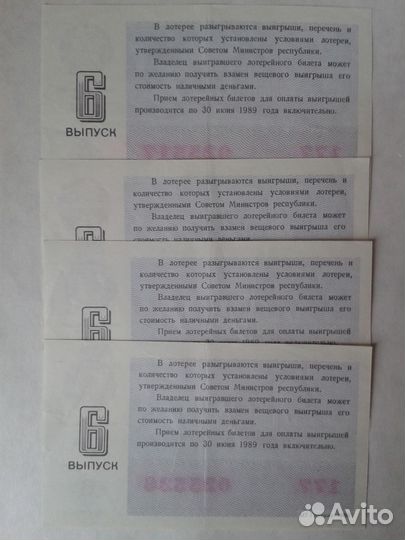 В лотерее разыгрываются выигрыши, перечень и
количество которых установлены условиями лотереи,
утвержденными Советом Министров республики.
Владелец выигравшего лотерейного билета может
по желанию получить взамен вещевого выигрыша его
стоимость наличными деньгами.
Прием лотерейных билетов для оплаты выигрышей
производится по 30 июня 1989 года включительно.
6
ВЫПУСК
177
В лотерее разыгрываются выигрыши, перечень и
количество которых установлены условиями лотереи,
утвержденными Советом Министров республики.
Владелец выигравшего лотерейного билета может
по желанию получить взамен вещевого выигрыша его
стоимость наличными деньгами.
В лотерее разыгрываются выигрыши, перечень и
количество которых установлены условиями лотереи,
утвержденными Советом Министров республики.
Владелец выигравшего лотерейного билета может
по желанию получить взамен вещевого выигрыша его
стоимость наличными деньгами.
Прием лотерейных билетов для оплаты выигрышей
В лотерее разыгрываются выигрыши, перечень и
количество которых установлены условиями лотереи,
утвержденными Советом Министров республики.
Владелец выигравшего лотерейного билета может
по желанию получить взамен вещевого выигрыша его
стоимость наличными деньгами.
Прием лотерейных билетов для оплаты выигрышей
производится по 30 июня 1989 года включительно.
6
ВЫПУСК
177
Avito